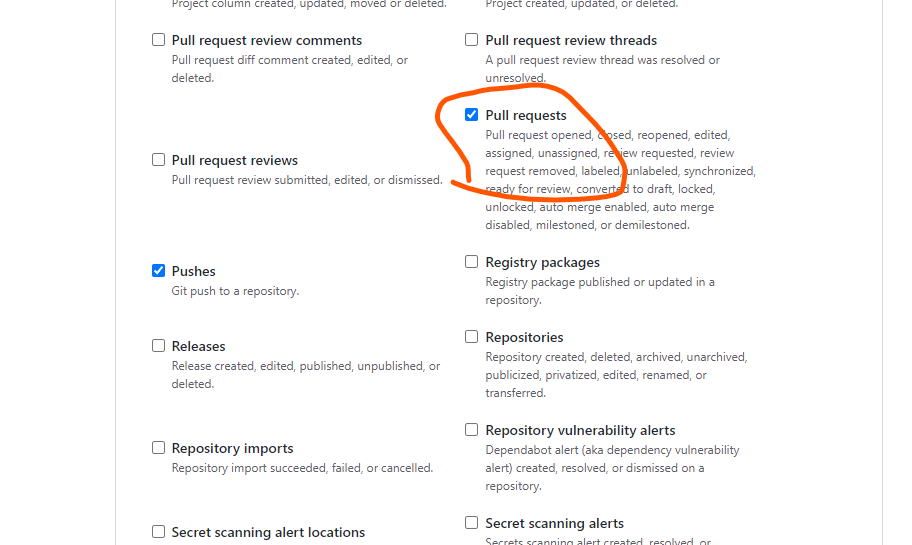 Project column created, updated, moved or deleted.
Project created, updated, or deleted.
Pull request review comments
Pull request diff comment created, edited, or
deleted.
Pull request review threads
A pull request review thread was resolved or
unresolved.
Pull request reviews
Pull request review submitted, edited, or dismissed.
Pull requests
Pull request opened, closed, reopened, edited,
assigned, unassigned, review requested, review
request removed, labeled, unlabeled, synchronized,
ready for review, converted to draft, locked,
unlocked, auto merge enabled, auto merge
disabled, milestoned, or demilestoned.
Pushes
Git push to a repository.
Registry packages
Registry package published or updated in a
repository.
Releases
Release created, edited, published, unpublished, or
deleted.
Repositories
Repository created, deleted, archived, unarchived,
publicized, privatized, edited, renamed, or
transferred.
Repository imports
Repository import succeeded, failed, or cancelled.
Repository vulnerability alerts
Dependabot alert (aka dependency vulnerability
alert) created, resolved, or dismissed on a
repository.
Secret scanning alert locations
Secret scanning alerts
Secrets scanning alert created, resolved, or